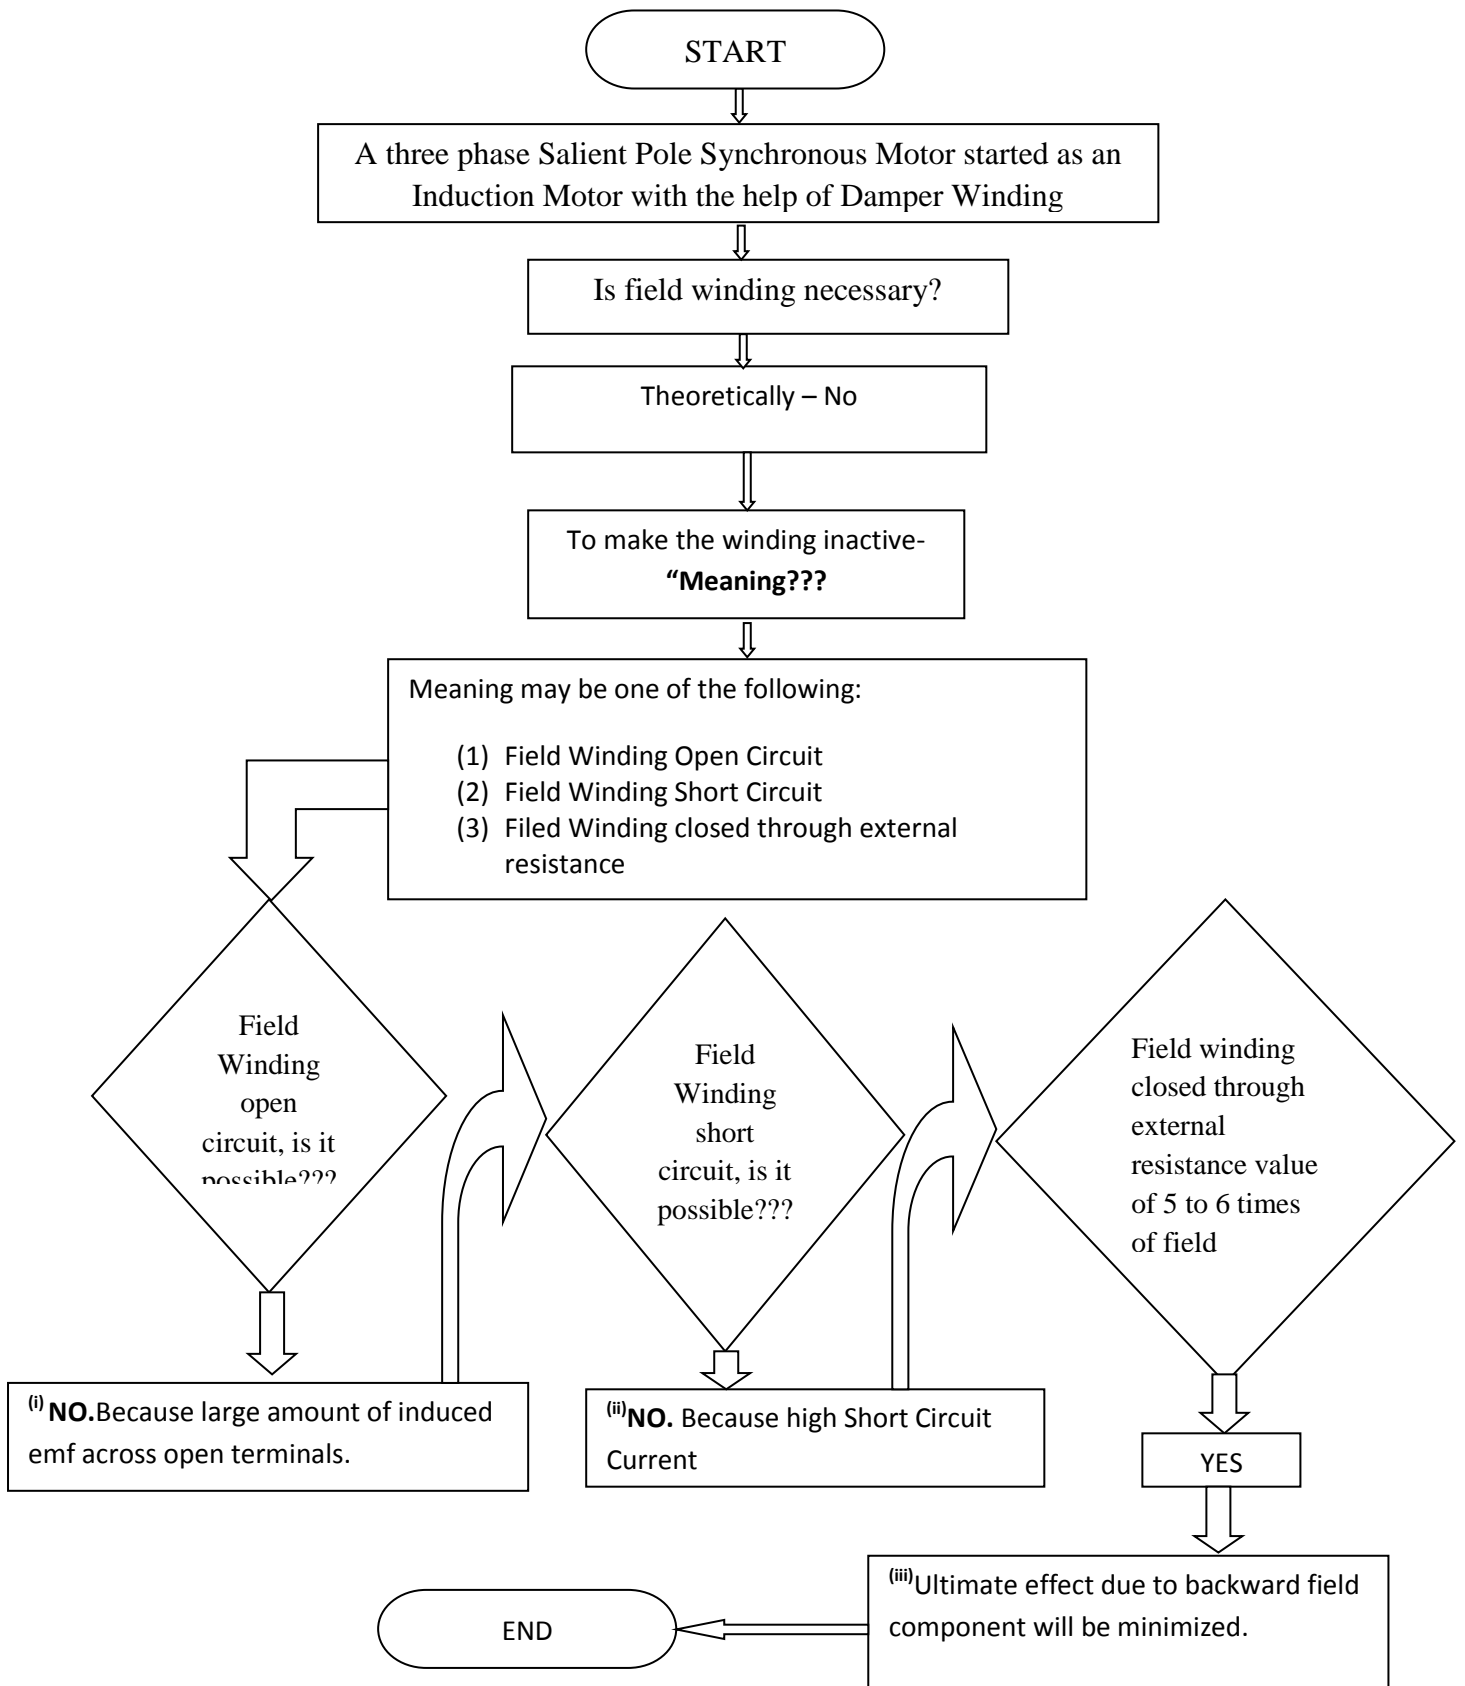 START
A three phase Salient Pole Synchronous Motor started as an
Induction Motor with the help of Damper Winding
Is field winding necessary?
Theoretically – No
To make the winding inactive-
“Meaning???
Meaning may be one of the following:
(1) Field Winding Open Circuit
(2) Field Winding Short Circuit
(3) Filed Winding closed through external
resistance
Field
Winding
open
circuit, is it
possible???
(i) NO.Because large amount of induced
emf across open terminals.
Field
Winding
short
circuit, is it
possible???
(ii)NO. Because high Short Circuit
Current
Field winding
closed through
external
resistance value
of 5 to 6 times
of field
YES
(iii)Ultimate effect due to backward field
component will be minimized.
END